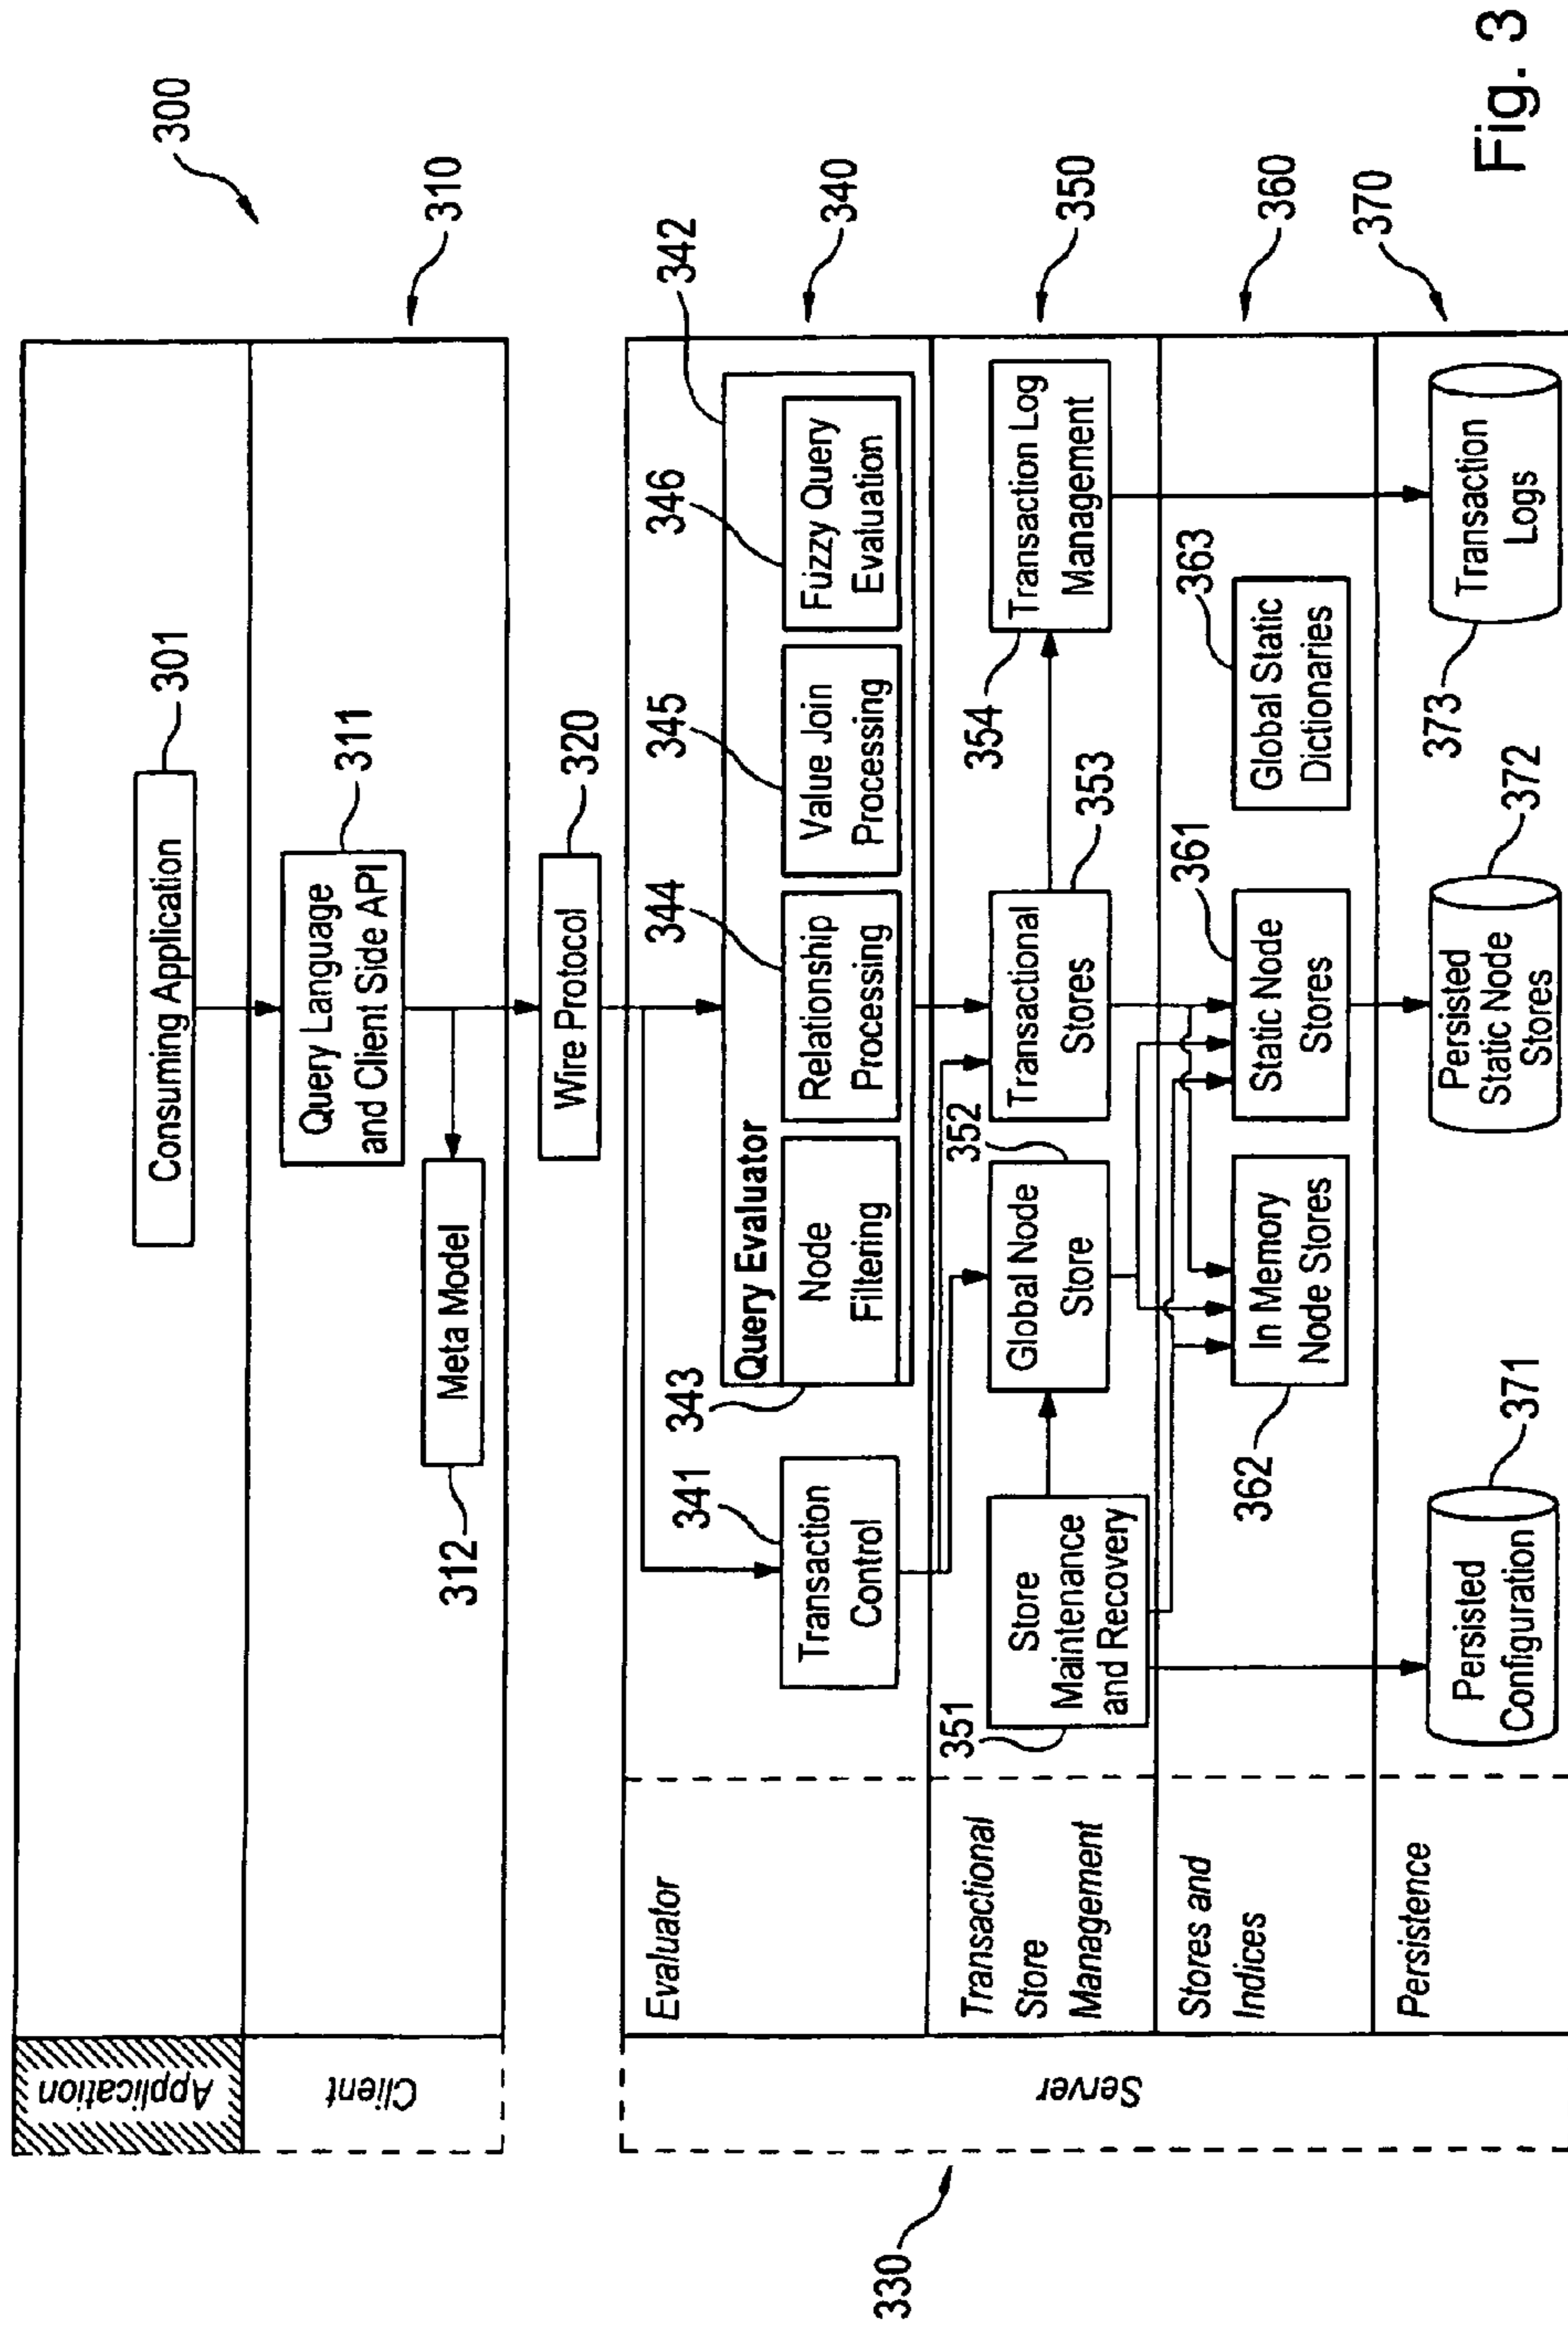 300
Application
Consuming Application
301
Client
310
Query Language
and Client Side API
311
Meta Model
312
Wire Protocol
320
330
Server
Evaluator
340
341
Transaction
Control
342
Query Evaluator
343
Node
Filtering
344
Relationship
Processing
345
Value Join
Processing
346
Fuzzy Query
Evaluation
Transactional
Store
Management
350
351
Store
Maintenance
and Recovery
352
Global Node
Store
353
Transactional
Stores
354
Transaction Log
Management
Stores and
Indices
360
362
In Memory
Node Stores
361
Static Node
Stores
363
Global Static
Dictionaries
Persistence
370
371
Persisted
Configuration
372
Persisted
Static Node
Stores
373
Transaction
Logs
Fig. 3